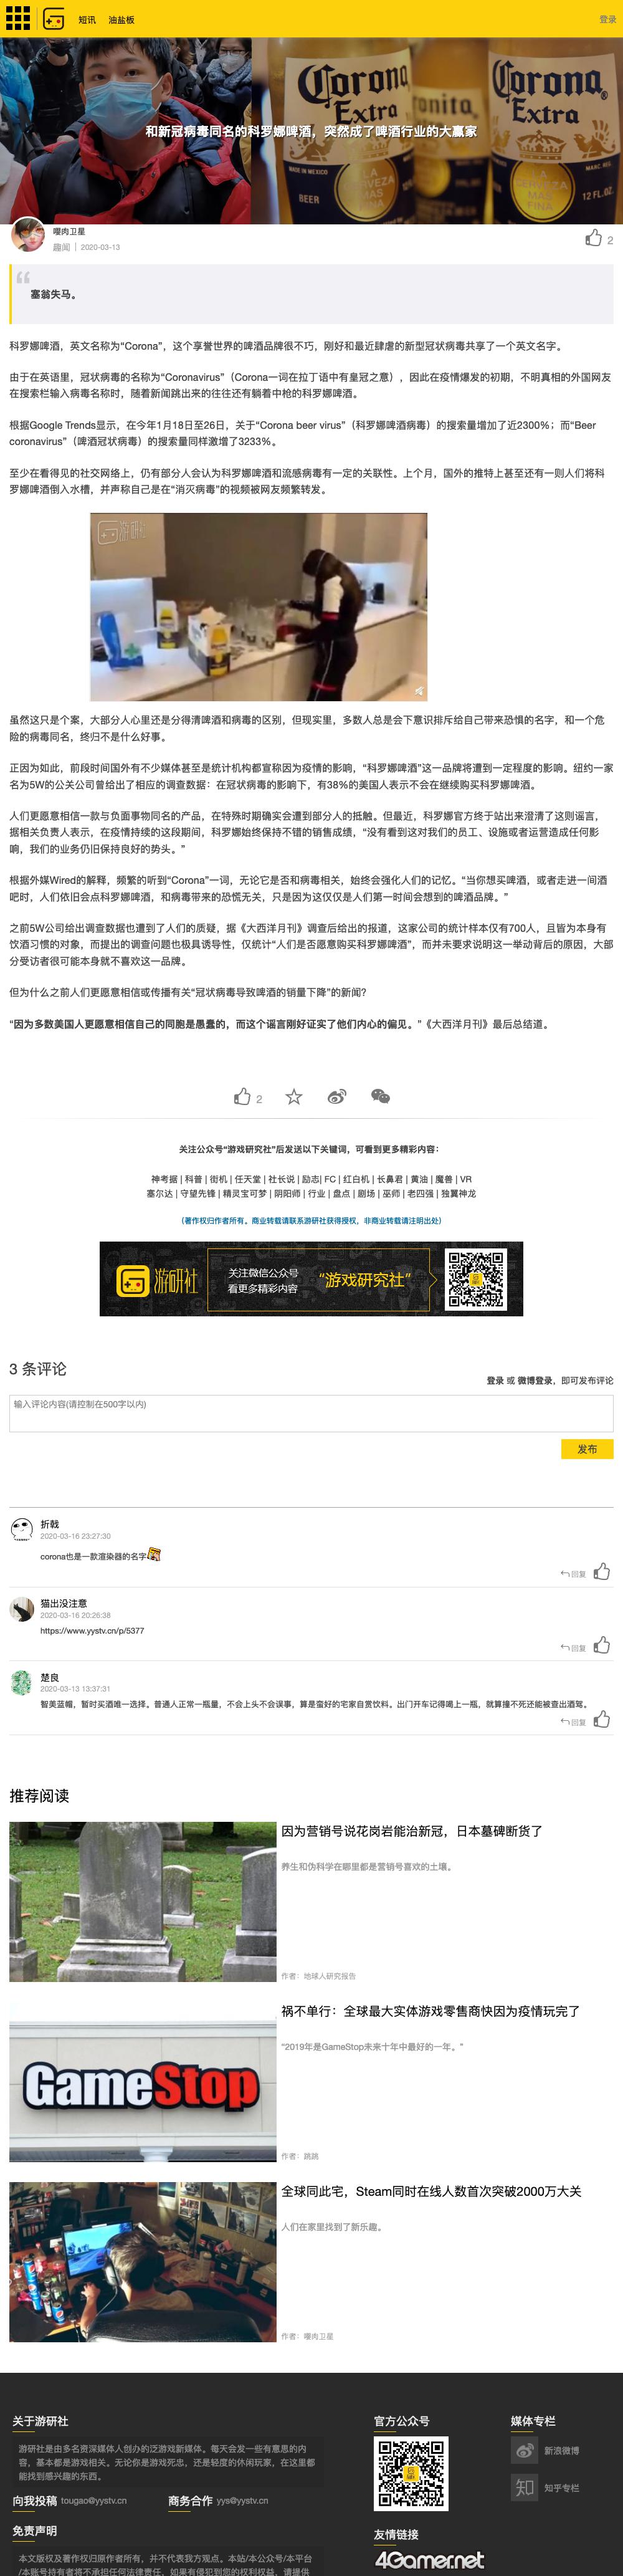 短讯 油盐板
登录
Corona
Extra
Corona
Extra
onita
LA
CERVEZA
MAS
FINA
MADE IN MEXICO
BEER
12 FL.OZ.
和新冠病毒同名的科罗娜啤酒，突然成了啤酒行业的大赢家
嘤肉卫星
趣闻 | 2020-03-13
2
塞翁失马。
科罗娜啤酒，英文名称为“Corona”，这个享誉世界的啤酒品牌很不巧，刚好和最近肆虐的新型冠状病毒共享了一个英文名字。
由于在英语里，冠状病毒的名称为“Coronavirus”（Corona一词在拉丁语中有皇冠之意），因此在疫情爆发的初期，不明真相的外国网友
在搜索栏输入病毒名称时，随着新闻跳出来的往往还有躺着中枪的科罗娜啤酒。
根据Google Trends显示，在今年1月18日至26日，关于“Corona beer virus”（科罗娜啤酒病毒）的搜索量增加了近2300%；而“Beer
coronavirus”（啤酒冠状病毒）的搜索量同样激增了3233%。
至少在看得见的社交网络上，仍有部分人会认为科罗娜啤酒和流感病毒有一定的关联性。上个月，国外的推特上甚至还有一则人们将科
罗娜啤酒倒入水槽，并声称自己是在“消灭病毒”的视频被网友频繁转发。
游研社
虽然这只是个案，大部分人心里还是分得清啤酒和病毒的区别，但现实里，多数人总是会下意识排斥给自己带来恐惧的名字，和一个危
险的病毒同名，终归不是什么好事。
正因为如此，前段时间国外有不少媒体甚至是统计机构都宣称因为疫情的影响，“科罗娜啤酒”这一品牌将遭到一定程度的影响。纽约一家
名为5W的公关公司曾给出了相应的调查数据：在冠状病毒的影响下，有38%的美国人表示不会在继续购买科罗娜啤酒。
人们更愿意相信一款与负面事物同名的产品，在特殊时期确实会遭到部分人的抵触。但最近，科罗娜官方终于站出来澄清了这则谣言，
据相关负责人表示，在疫情持续的这段期间，科罗娜始终保持不错的销售成绩，“没有看到这对我们的员工、设施或者运营造成任何影
响，我们的业务仍旧保持良好的势头。”
根据外媒Wired的解释，频繁的听到“Corona”一词，无论它是否和病毒相关，始终会强化人们的记忆。“当你想买啤酒，或者走进一间酒
吧时，人们依旧会点科罗娜啤酒，和病毒带来的恐慌无关，只是因为这仅仅是人们第一时间会想到的啤酒品牌。”
之前5W公司给出调查数据也遭到了人们的质疑，据《大西洋月刊》调查后给出的报道，这家公司的统计样本仅有700人，且皆为本身有
饮酒习惯的对象，而提出的调查问题也极具诱导性，仅统计“人们是否愿意购买科罗娜啤酒”，而并未要求说明这一举动背后的原因，大部
分受访者很可能本身就不喜欢这一品牌。
但为什么之前人们更愿意相信或传播有关“冠状病毒导致啤酒的销量下降”的新闻？
“因为多数美国人更愿意相信自己的同胞是愚蠢的，而这个谣言刚好证实了他们内心的偏见。”《大西洋月刊》最后总结道。
2
关注公众号“游研社”后发送以下关键词，可看到更多精彩内容：
神考据 | 科普 | 街机 | 任天堂 | 社长说 | 励志| FC | 红白机 | 长鼻君 | 黄油 | 魔兽 | VR
塞尔达 | 守望先锋 | 精灵宝可梦 | 阴阳师 | 行业 | 盘点 | 剧场 | 巫师 | 老四强 | 独翼神龙
（著作权归作者所有。商业转载请联系游研社获得授权，非商业转载请注明出处）
游研社
关注微信公众号
看更多精彩内容
“游戏研究社”
3 条评论
登录 或 微博登录，即可发布评论
输入评论内容(请控制在500字以内)
发布
折戟
2020-03-16 23:27:30
corona也是一款渲染器的名字
回复
猫出没注意
2020-03-16 20:26:38
https://www.yystv.cn/p/5377
回复
楚良
2020-03-13 13:37:31
智美蓝帽，暂时买酒唯一选择。普通人正常一瓶量，不会上头不会误事，算是蛮好的宅家自赏饮料。出门开车记得喝上一瓶，就算撞不死还能被查出酒驾。
回复
推荐阅读
因为营销号说花岗岩能治新冠，日本墓碑断货了
养生和伪科学在哪里都是营销号喜欢的土壤。
作者：地球人研究报告
GameStop
祸不单行：全球最大实体游戏零售商快因为疫情玩完了
“2019年是GameStop未来十年中最好的一年。”
作者：跳跳
全球同此宅，Steam同时在线人数首次突破2000万大关
人们在家里找到了新乐趣。
作者：嘤肉卫星
关于游研社
游研社是由多名资深媒体人创办的泛游戏新媒体。每天会发一些有意思的内
容，基本都是游戏相关。无论你是游戏死忠，还是轻度的休闲玩家，在这里都
能找到感兴趣的东西。
向我投稿 tougao@yystv.cn
商务合作 yys@yystv.cn
免责声明
本文版权及著作权归原作者所有，并不代表我方观点。本站/本公众号/本平台
/本账号持有者将不承担任何法律责任，如果有侵犯到您的权利权益，请提供
官方公众号
友情链接
4Gamer.net
媒体专栏
新浪微博
知 知乎专栏